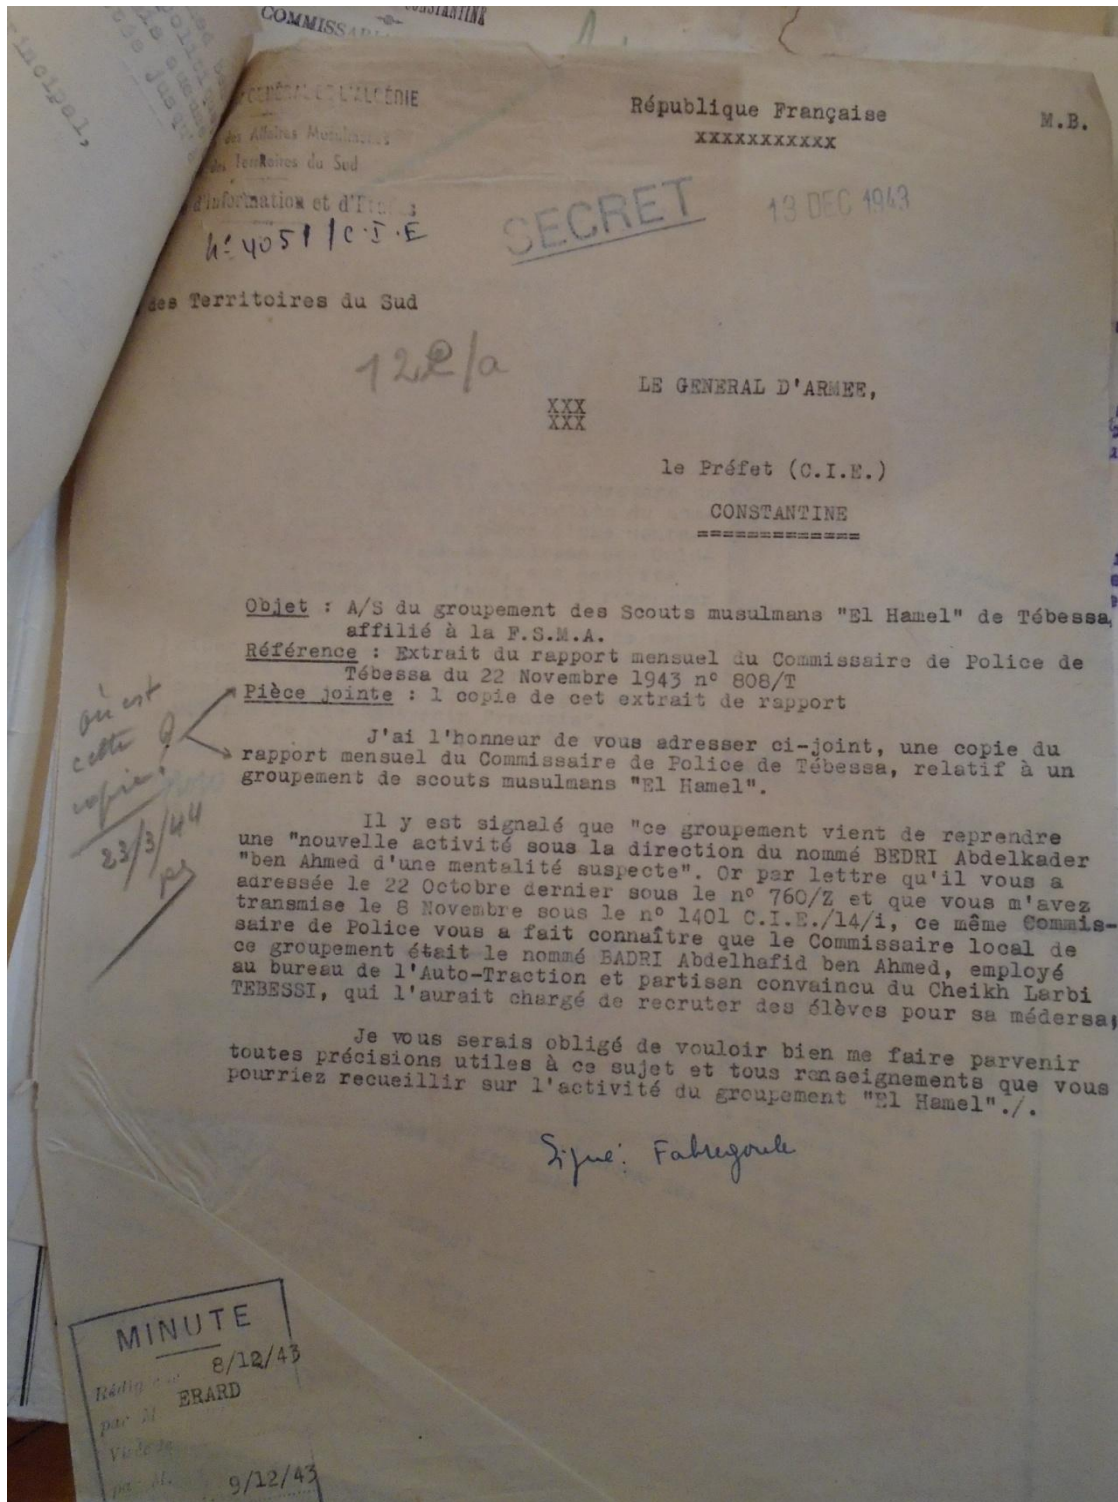 incipal,
COMMISSA
CONSTANTINE
GÉNÉRAL DE L'ALGÉRIE
des Affaires Musulmanes
des Territoires du Sud
d'information et d'Etudes
N° 4051/C.I.E
République Française
XXXXXXXXXXX
M.B.
SECRET
13 DEC 1943
des Territoires du Sud
122/a
LE GENERAL D'ARMEE,
XXX
XXX
le Préfet (C.I.E.)
CONSTANTINE
=============
Objet : A/S du groupement des Scouts musulmans "El Hamel" de Tébessa,
affilié à la F.S.M.A.
Référence : Extrait du rapport mensuel du Commissaire de Police de
Tébessa du 22 Novembre 1943 n° 808/T
Pièce jointe : 1 copie de cet extrait de rapport
où est
cette
copie ?
23/3/44
J'ai l'honneur de vous adresser ci-joint, une copie du
rapport mensuel du Commissaire de Police de Tébessa, relatif à un
groupement de scouts musulmans "El Hamel".
Il y est signalé que "ce groupement vient de reprendre
une "nouvelle activité sous la direction du nommé BEDRI Abdelkader
"ben Ahmed d'une mentalité suspecte". Or par lettre qu'il vous a
adressée le 22 Octobre dernier sous le n° 760/Z et que vous m'avez
transmise le 8 Novembre sous le n° 1401 C.I.E./14/i, ce même Commis-
saire de Police vous a fait connaître que le Commissaire local de
ce groupement était le nommé BADRI Abdelhafid ben Ahmed, employé
au bureau de l'Auto-Traction et partisan convaincu du Cheikh Larbi
TEBESSI, qui l'aurait chargé de recruter des élèves pour sa médersa;
Je vous serais obligé de vouloir bien me faire parvenir
toutes précisions utiles à ce sujet et tous renseignements que vous
pourriez recueillir sur l'activité du groupement "El Hamel"./.
Signé: Fabregoule
MINUTE
8/12/43
par M ERARD
par M. 9/12/43